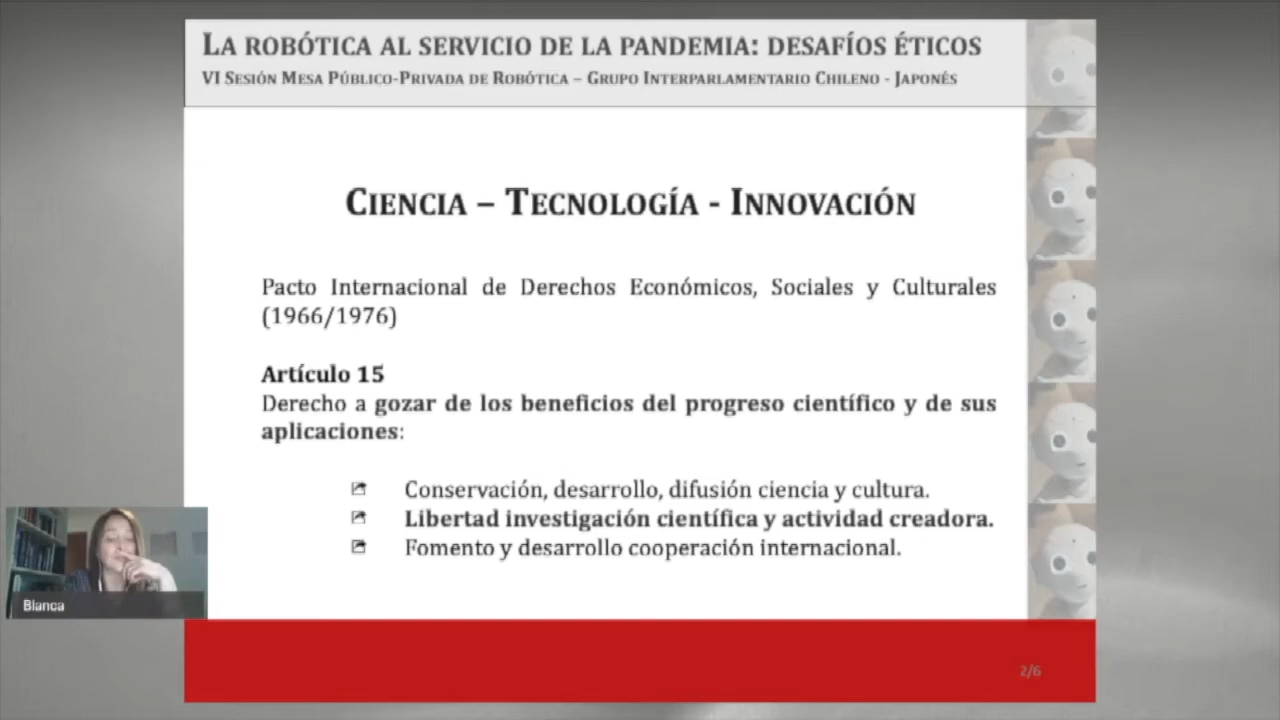 LA ROBÓTICA AL SERVICIO DE LA PANDEMIA: DESAFÍOS ÉTICOS
VI SESIÓN MESA PÚBLICO-PRIVADA DE ROBÓTICA – GRUPO INTERPARLAMENTARIO CHILENO - JAPONÉS
CIENCIA – TECNOLOGÍA - INNOVACIÓN
Pacto Internacional de Derechos Económicos, Sociales y Culturales
(1966/1976)
Artículo 15
Derecho a gozar de los beneficios del progreso científico y de sus
aplicaciones:
Conservación, desarrollo, difusión ciencia y cultura.
Libertad investigación científica y actividad creadora.
Fomento y desarrollo cooperación internacional.
Blanca
2/6